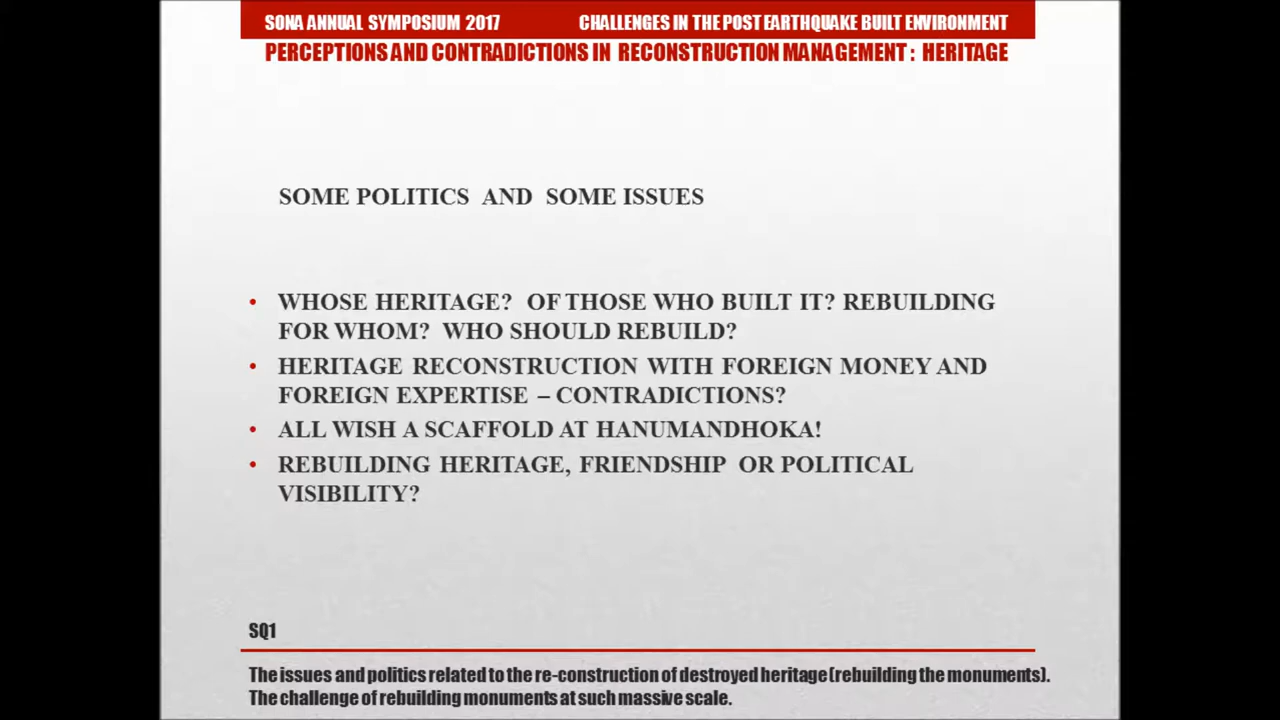 SONA ANNUAL SYMPOSIUM 2017 CHALLENGES IN THE POST EARTHQUAKE BUILT ENVIRONMENT
PERCEPTIONS AND CONTRADICTIONS IN RECONSTRUCTION MANAGEMENT : HERITAGE
SOME POLITICS AND SOME ISSUES
• WHOSE HERITAGE? OF THOSE WHO BUILT IT? REBUILDING
FOR WHOM? WHO SHOULD REBUILD?
• HERITAGE RECONSTRUCTION WITH FOREIGN MONEY AND
FOREIGN EXPERTISE – CONTRADICTIONS?
• ALL WISH A SCAFFOLD AT HANUMANDHOKA!
• REBUILDING HERITAGE, FRIENDSHIP OR POLITICAL
VISIBILITY?
SQ1
The issues and politics related to the re-construction of destroyed heritage (rebuilding the monuments).
The challenge of rebuilding monuments at such massive scale.